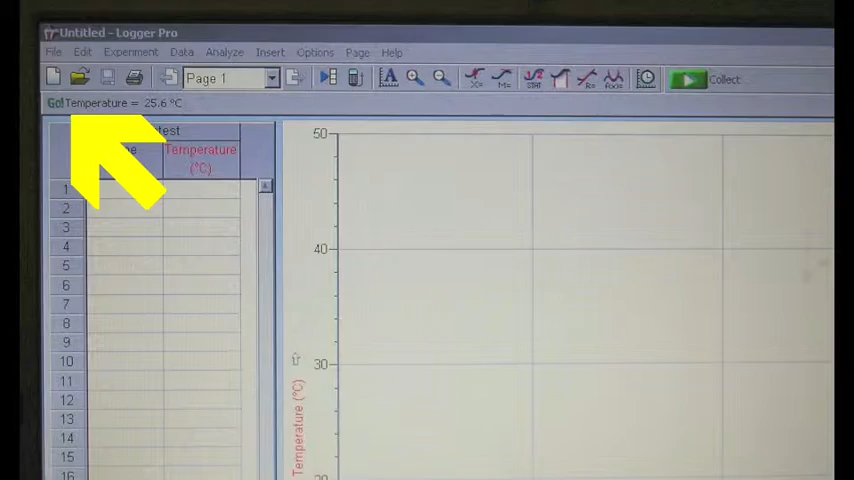 Untitled - Logger Pro
File Edit Experiment Data Analyze Insert Options Page Help
Page 1
Collect
Go! Temperature = 25.6 °C
Temperature
(°C)
1
2
3
4
5
6
7
8
9
10
11
12
13
14
15
16
50
40
30
Temperature (°C)